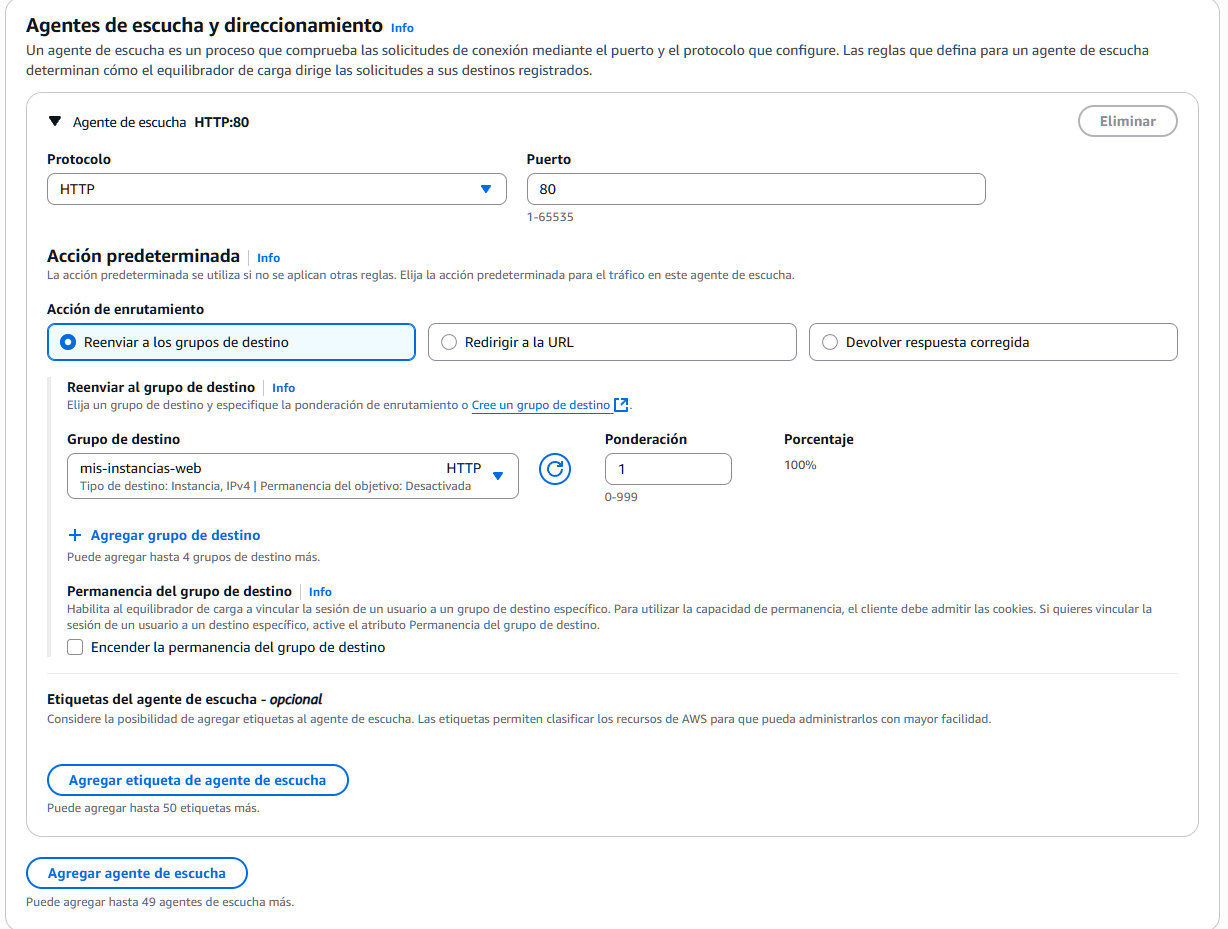 Agentes de escucha y direccionamiento Info
Un agente de escucha es un proceso que comprueba las solicitudes de conexión mediante el puerto y el protocolo que configure. Las reglas que defina para un agente de escucha
determinan cómo el equilibrador de carga dirige las solicitudes a sus destinos registrados.
Agente de escucha HTTP:80
Eliminar
Protocolo
HTTP
Puerto
80
1-65535
Acción predeterminada Info
La acción predeterminada se utiliza si no se aplican otras reglas. Elija la acción predeterminada para el tráfico en este agente de escucha.
Acción de enrutamiento
Reenviar a los grupos de destino
Redirigir a la URL
Devolver respuesta corregida
Reenviar al grupo de destino Info
Elija un grupo de destino y especifique la ponderación de enrutamiento o Cree un grupo de destino.
Grupo de destino
mis-instancias-web HTTP
Tipo de destino: Instancia, IPv4 | Permanencia del objetivo: Desactivada
Ponderación
1
0-999
Porcentaje
100%
Agregar grupo de destino
Puede agregar hasta 4 grupos de destino más.
Permanencia del grupo de destino Info
Habilita al equilibrador de carga a vincular la sesión de un usuario a un grupo de destino específico. Para utilizar la capacidad de permanencia, el cliente debe admitir las cookies. Si quieres vincular la
sesión de un usuario a un destino específico, active el atributo Permanencia del grupo de destino.
Encender la permanencia del grupo de destino
Etiquetas del agente de escucha - opcional
Considere la posibilidad de agregar etiquetas al agente de escucha. Las etiquetas permiten clasificar los recursos de AWS para que pueda administrarlos con mayor facilidad.
Agregar etiqueta de agente de escucha
Puede agregar hasta 50 etiquetas más.
Agregar agente de escucha
Puede agregar hasta 49 agentes de escucha más.